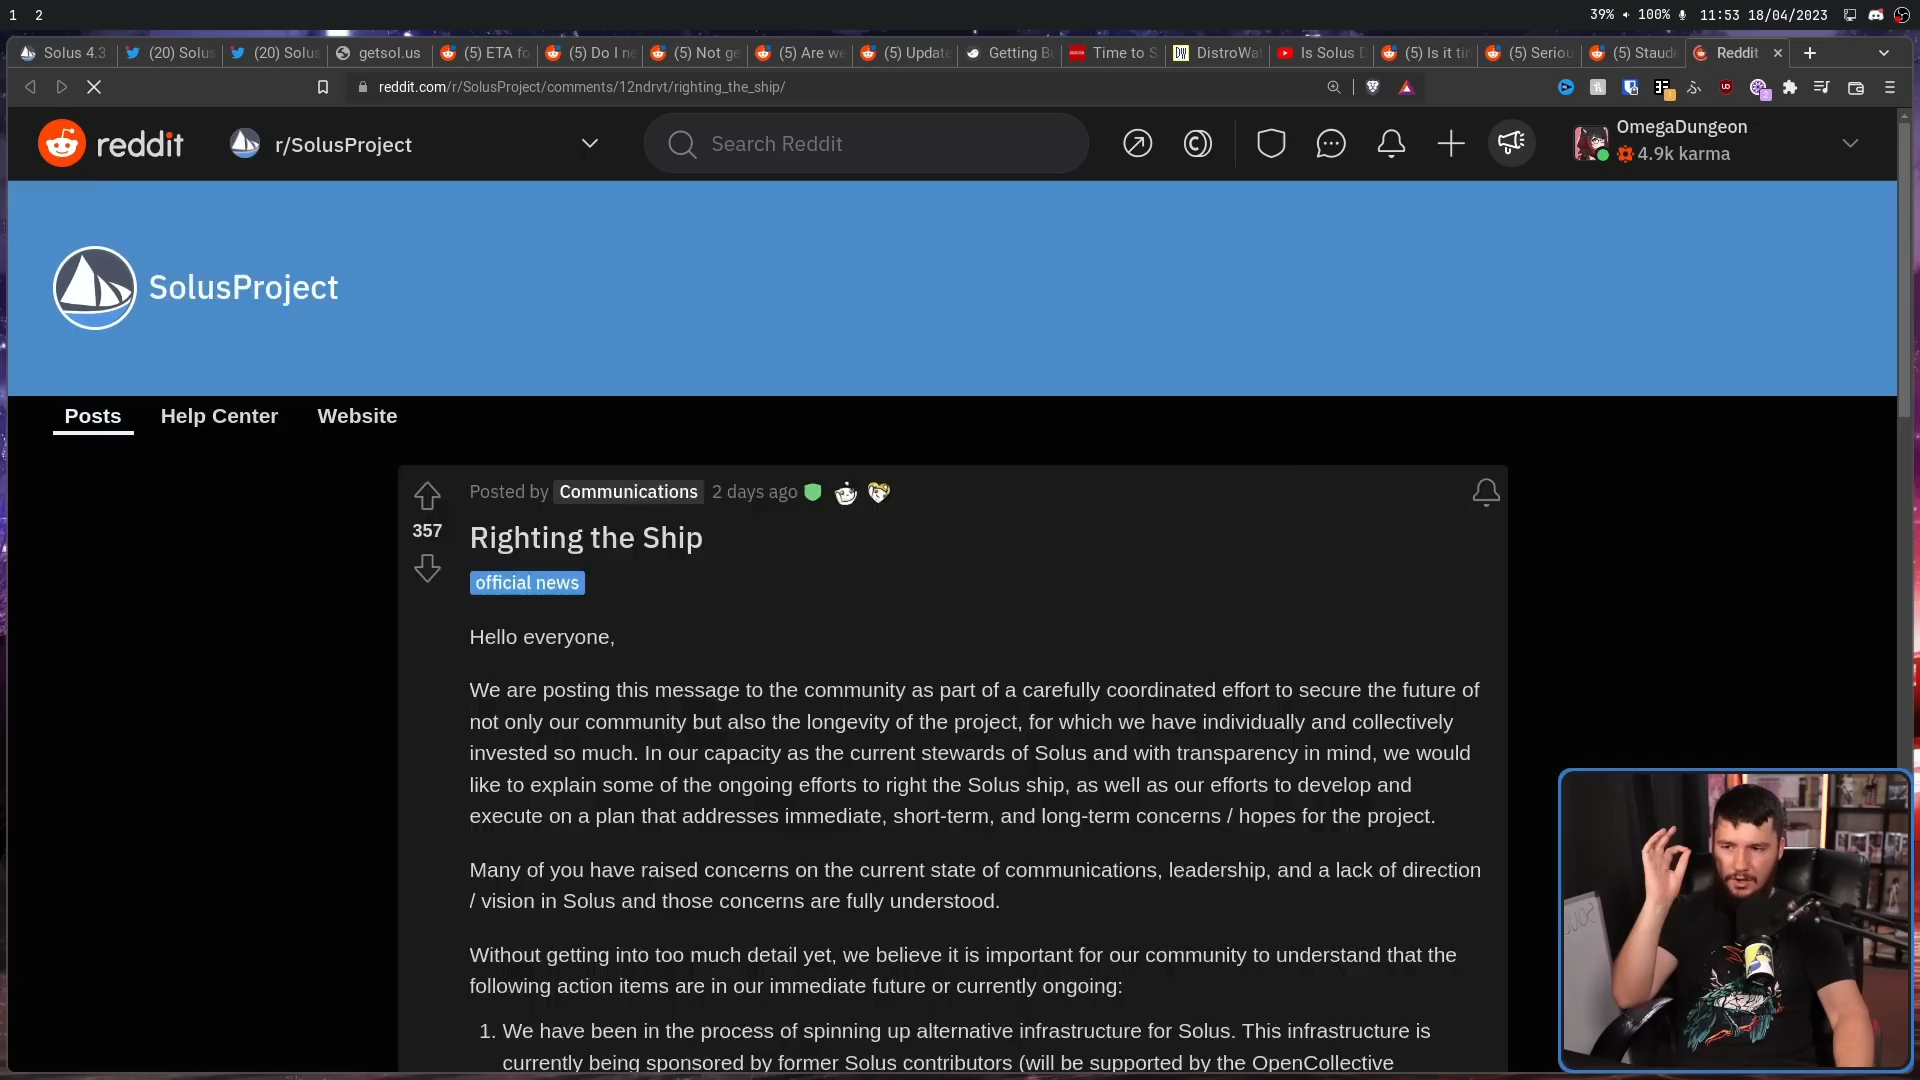 1 2
39% 100% 11:53 18/04/2023
Solus 4.3
(20) Solus
(20) Solus
getsol.us
(5) ETA fo
(5) Do I ne
(5) Not ge
(5) Are we
(5) Update
Getting Bu
Time to S
DistroWat
Is Solus D
(5) Is it tim
(5) Seriou
(5) Staude
Reddit
reddit.com/r/SolusProject/comments/12ndrvt/righting_the_ship/
reddit
r/SolusProject
Search Reddit
OmegaDungeon
4.9k karma
SolusProject
Posts Help Center Website
Posted by Communications 2 days ago
357
Righting the Ship
official news
Hello everyone,
We are posting this message to the community as part of a carefully coordinated effort to secure the future of
not only our community but also the longevity of the project, for which we have individually and collectively
invested so much. In our capacity as the current stewards of Solus and with transparency in mind, we would
like to explain some of the ongoing efforts to right the Solus ship, as well as our efforts to develop and
execute on a plan that addresses immediate, short-term, and long-term concerns / hopes for the project.
Many of you have raised concerns on the current state of communications, leadership, and a lack of direction
/ vision in Solus and those concerns are fully understood.
Without getting into too much detail yet, we believe it is important for our community to understand that the
following action items are in our immediate future or currently ongoing:
1. We have been in the process of spinning up alternative infrastructure for Solus. This infrastructure is
currently being sponsored by former Solus contributors (will be supported by the OpenCollective